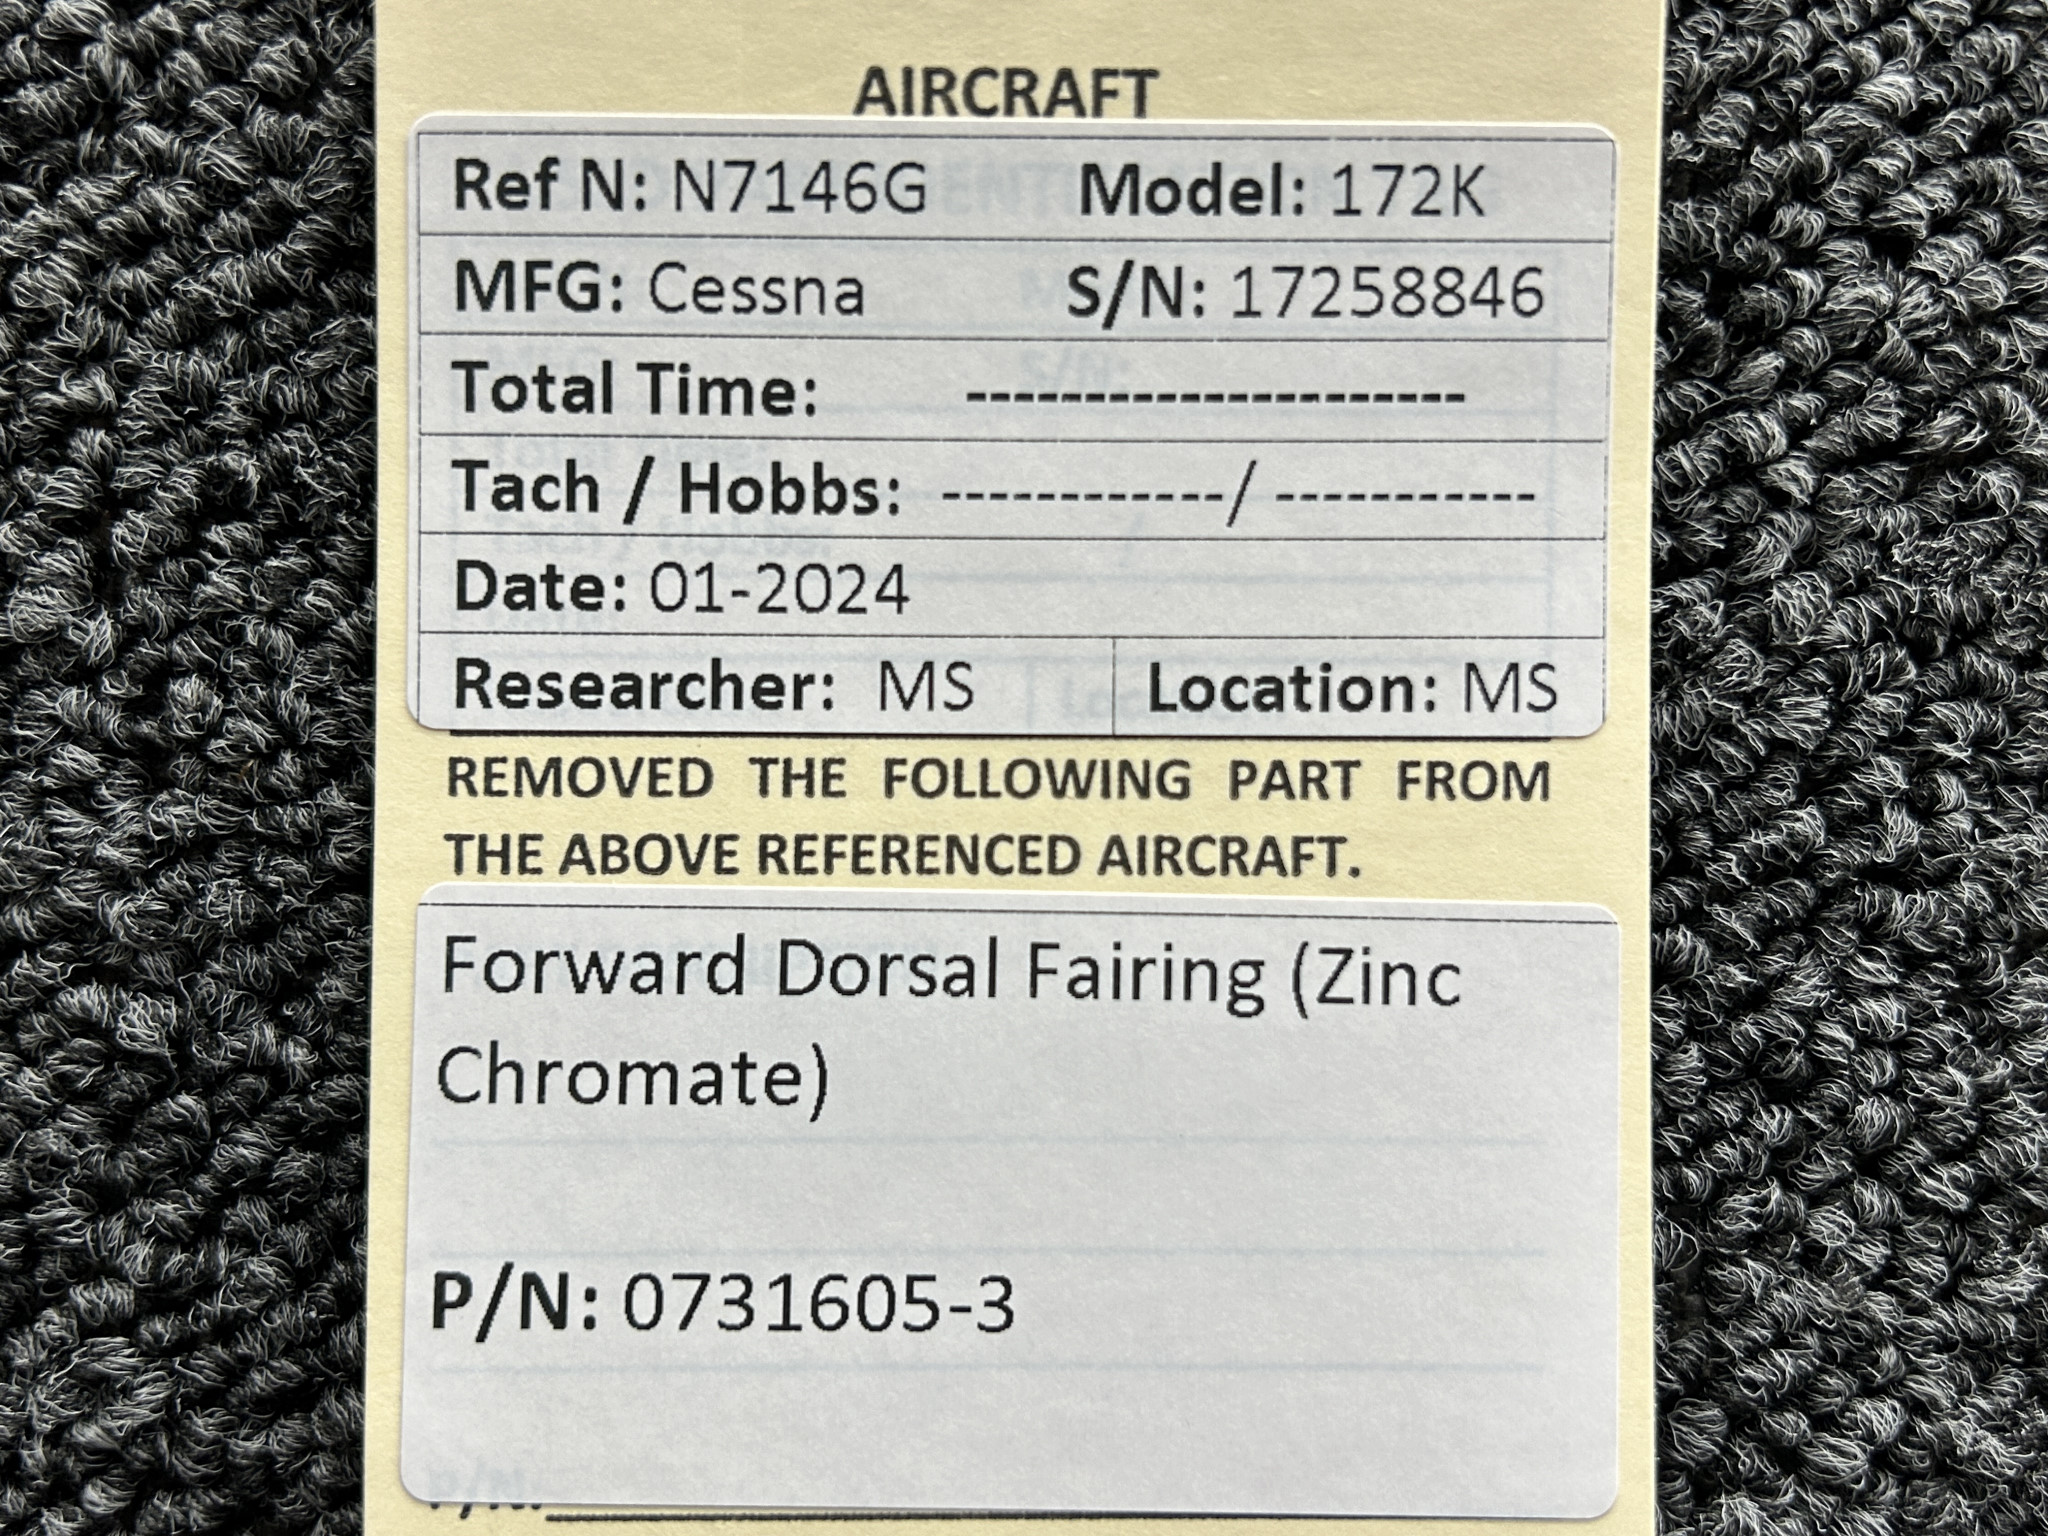 AIRCRAFT
Ref N: N7146G Model: 172K
MFG: Cessna S/N: 17258846
Total Time: ---------------------
Tach / Hobbs: ------------/ -----------
Date: 01-2024
Researcher: MS Location: MS
REMOVED THE FOLLOWING PART FROM
THE ABOVE REFERENCED AIRCRAFT.
Forward Dorsal Fairing (Zinc
Chromate)
P/N: 0731605-3
P/N: